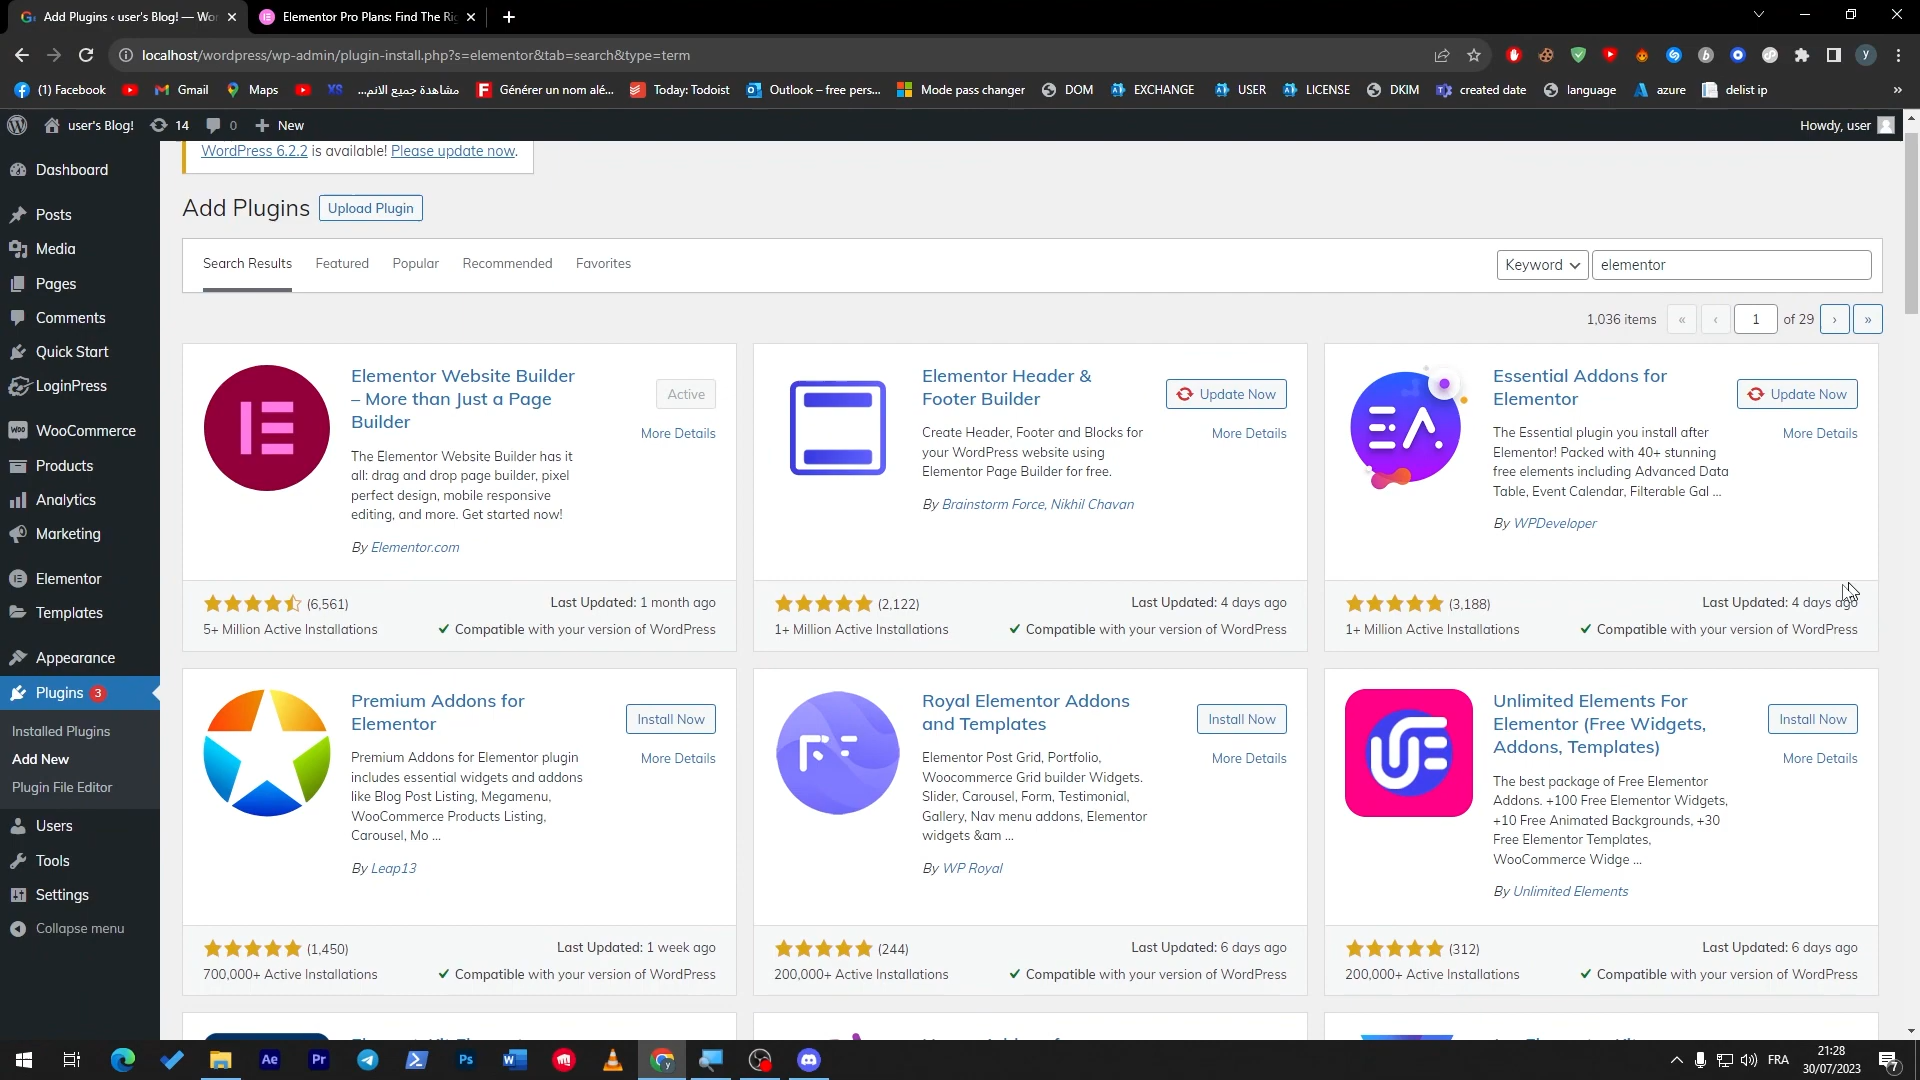 Add Plugins ‹ user's Blog! — Wor
Elementor Pro Plans: Find The Ri
localhost/wordpress/wp-admin/plugin-install.php?s=elementor&tab=search&type=term
(1) Facebook
Gmail
Maps
مشاهدة جميع الانم...
Générer un nom alé...
Today: Todoist
Outlook – free pers...
Mode pass changer
DOM
EXCHANGE
USER
LICENSE
DKIM
created date
language
azure
delist ip
user's Blog!
14
0
New
Howdy, user
WordPress 6.2.2 is available! Please update now.
Dashboard
Posts
Media
Pages
Comments
Quick Start
LoginPress
WooCommerce
Products
Analytics
Marketing
Elementor
Templates
Appearance
Plugins 3
Installed Plugins
Add New
Plugin File Editor
Users
Tools
Settings
Collapse menu
Add Plugins
Upload Plugin
Search Results
Featured
Popular
Recommended
Favorites
Keyword
elementor
1,036 items
«
‹
1
of 29
›
»
Elementor Website Builder
– More than Just a Page
Builder
Active
More Details
The Elementor Website Builder has it
all: drag and drop page builder, pixel
perfect design, mobile responsive
editing, and more. Get started now!
By Elementor.com
(6,561)
Last Updated: 1 month ago
5+ Million Active Installations
Compatible with your version of WordPress
Elementor Header &
Footer Builder
Update Now
More Details
Create Header, Footer and Blocks for
your WordPress website using
Elementor Page Builder for free.
By Brainstorm Force, Nikhil Chavan
(2,122)
Last Updated: 4 days ago
1+ Million Active Installations
Compatible with your version of WordPress
Essential Addons for
Elementor
Update Now
More Details
The Essential plugin you install after
Elementor! Packed with 40+ stunning
free elements including Advanced Data
Table, Event Calendar, Filterable Gal ...
By WPDeveloper
(3,188)
Last Updated: 4 days ago
1+ Million Active Installations
Compatible with your version of WordPress
Premium Addons for
Elementor
Install Now
More Details
Premium Addons for Elementor plugin
includes essential widgets and addons
like Blog Post Listing, Megamenu,
WooCommerce Products Listing,
Carousel, Mo ...
By Leap13
(1,450)
Last Updated: 1 week ago
700,000+ Active Installations
Compatible with your version of WordPress
Royal Elementor Addons
and Templates
Install Now
More Details
Elementor Post Grid, Portfolio,
Woocommerce Grid builder Widgets.
Slider, Carousel, Form, Testimonial,
Gallery, Nav menu addons, Elementor
widgets &am ...
By WP Royal
(244)
Last Updated: 6 days ago
200,000+ Active Installations
Compatible with your version of WordPress
Unlimited Elements For
Elementor (Free Widgets,
Addons, Templates)
Install Now
More Details
The best package of Free Elementor
Addons. +100 Free Elementor Widgets,
+10 Free Animated Backgrounds, +30
Free Elementor Templates,
WooCommerce Widge ...
By Unlimited Elements
(312)
Last Updated: 6 days ago
200,000+ Active Installations
Compatible with your version of WordPress
FRA
21:28
30/07/2023
7